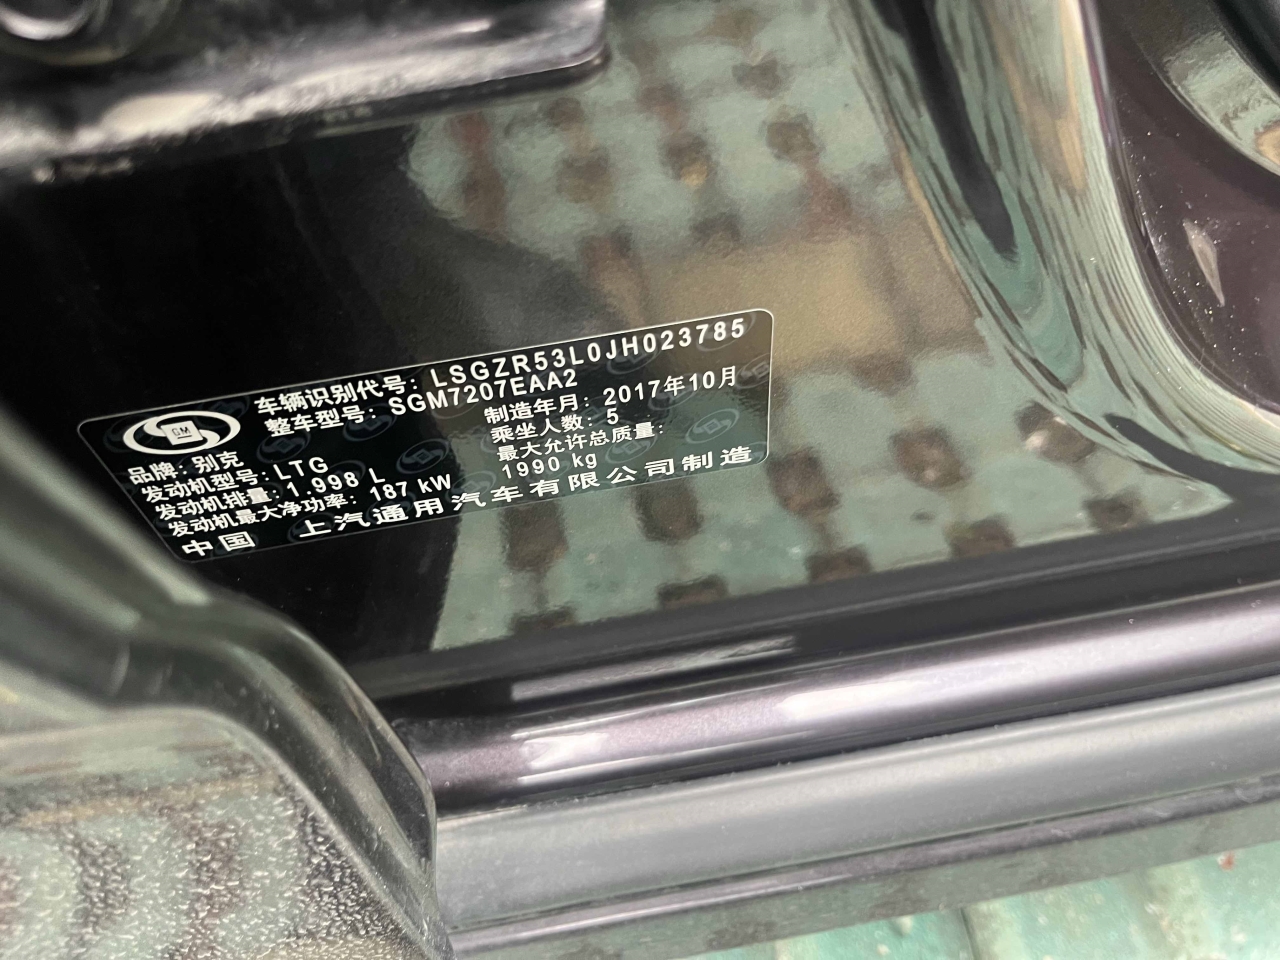 车辆识别代号: LSGZR53L0JH023785
整车型号: SGM7207EAA2
GM
品牌: 别克
制造年月: 2017年10月
发动机型号: LTG
乘坐人数: 5
发动机排量: 1.998 L
最大允许总质量:
1990 kg
发动机最大净功率: 187 kW
中国 上汽通用汽车有限公司制造